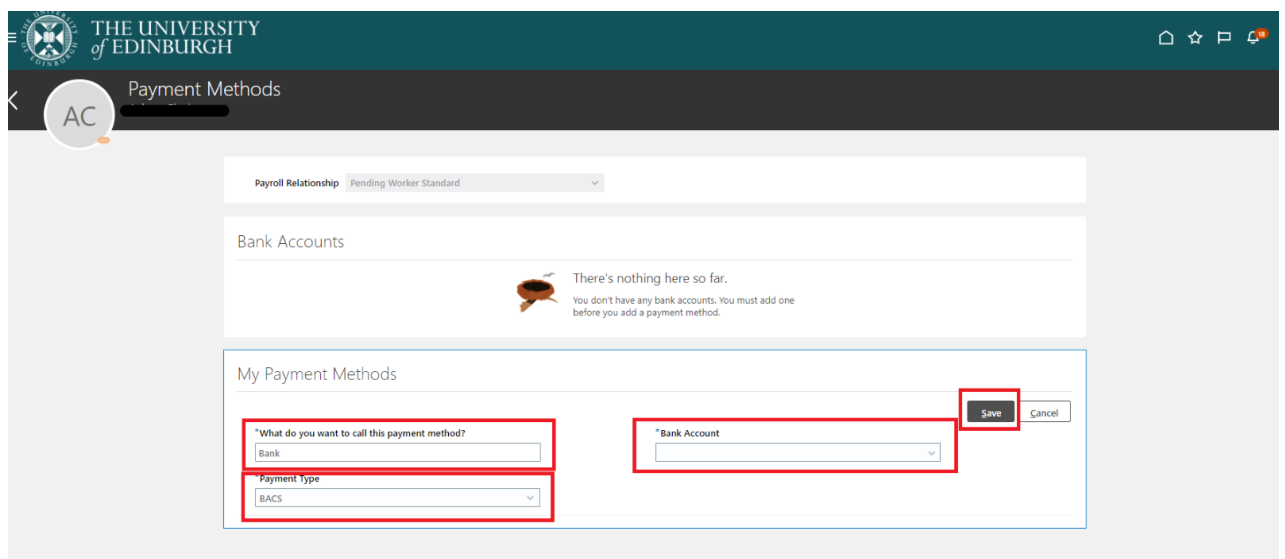 THE UNIVERSITY
of EDINBURGH
18
Payment Methods
AC
Payroll Relationship Pending Worker Standard
Bank Accounts
There's nothing here so far.
You don't have any bank accounts. You must add one
before you add a payment method.
My Payment Methods
Save Cancel
*What do you want to call this payment method? *Bank Account
Bank
*Payment Type
BACS